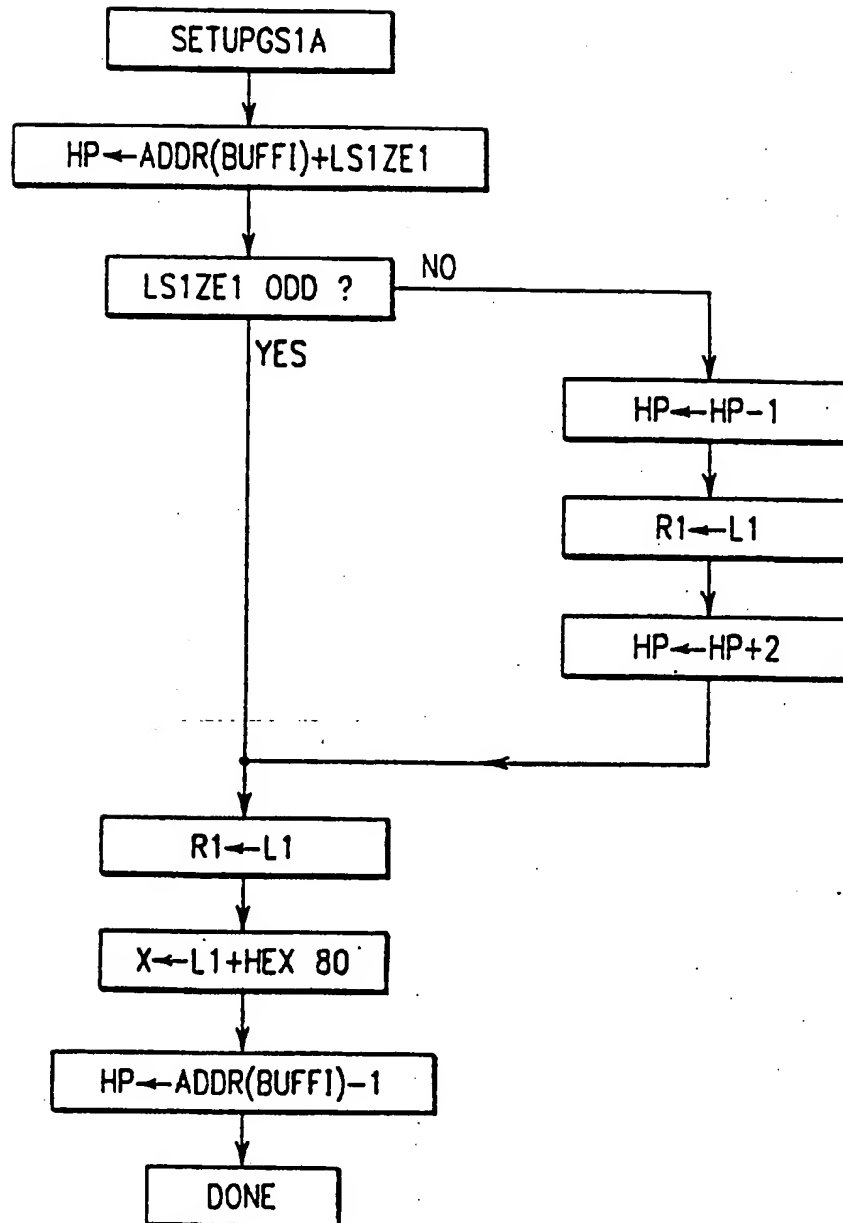 SETUPGS1A
HP←ADDR(BUFFI)+LS1ZE1
LS1ZE1 ODD ?
NO
YES
HP←HP-1
R1←L1
HP←HP+2
R1←L1
X←L1+HEX 80
HP←ADDR(BUFFI)-1
DONE